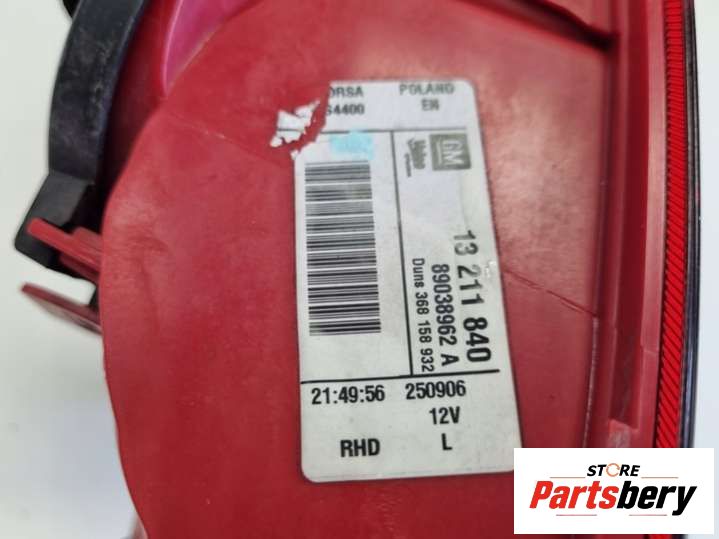 ORSA POLAND
S4400 EN
GM
Valeo
13 211 840
89038962 A
Duns 368 158 932
21:49:56 250906
12V
RHD L
STORE
Partsbery